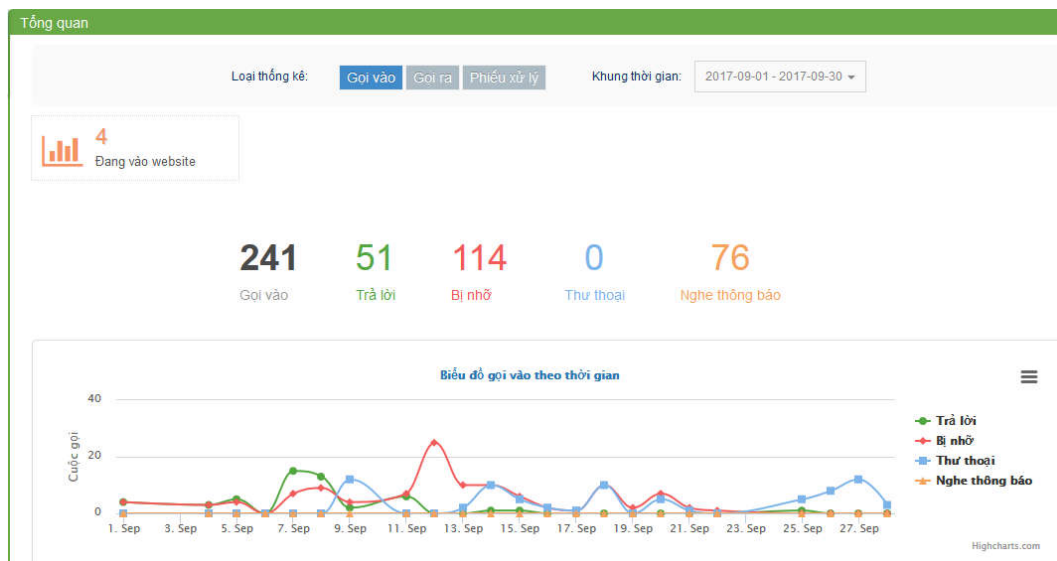 Tổng quan
Loại thống kê: Gọi vào Gọi ra Phiếu xử lý Khung thời gian: 2017-09-01 - 2017-09-30
4
Đang vào website
241 51 114 0 76
Gọi vào Trả lời Bị nhỡ Thư thoại Nghe thông báo
Biểu đồ gọi vào theo thời gian
Cuộc gọi
40
20
0
1. Sep 3. Sep 5. Sep 7. Sep 9. Sep 11. Sep 13. Sep 15. Sep 17. Sep 19. Sep 21. Sep 23. Sep 25. Sep 27. Sep
Trả lời
Bị nhỡ
Thư thoại
Nghe thông báo
Highcharts.com